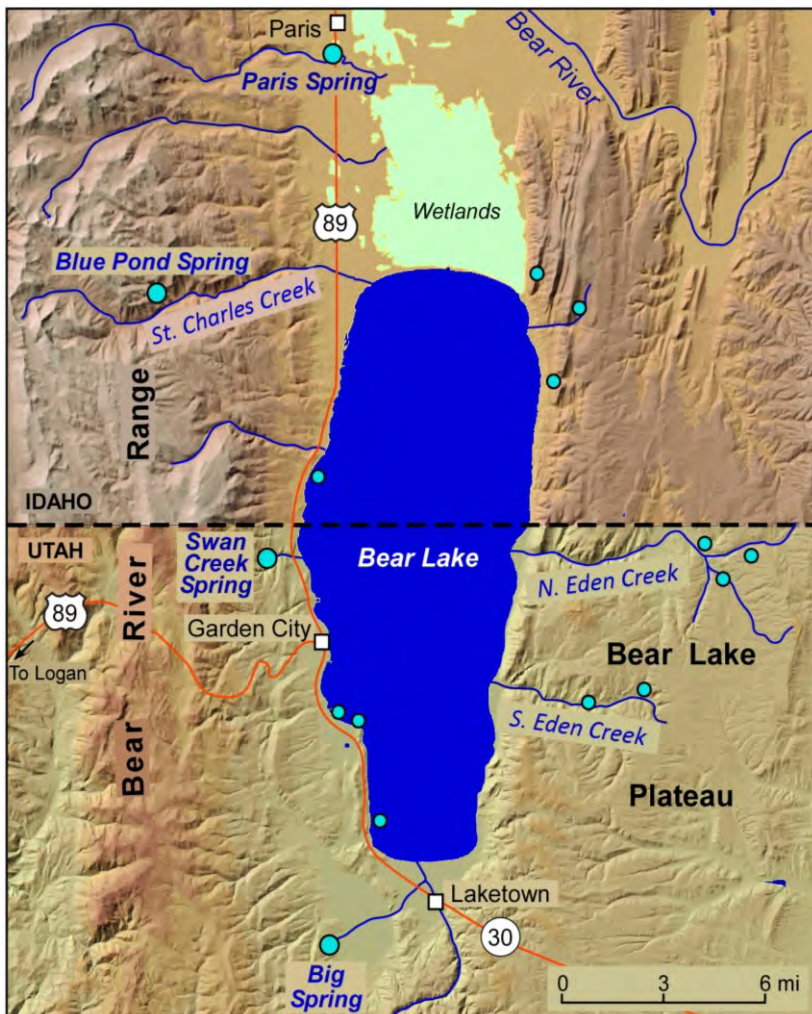 Paris
Paris Spring
Bear River
Wetlands
89
Blue Pond Spring
St. Charles Creek
Range
IDAHO
UTAH
Swan
Creek
Spring
Bear Lake
N. Eden Creek
89
River
Garden City
To Logan
Bear Lake
S. Eden Creek
Bear
Plateau
Laketown
30
Big
Spring
0 3 6 mi